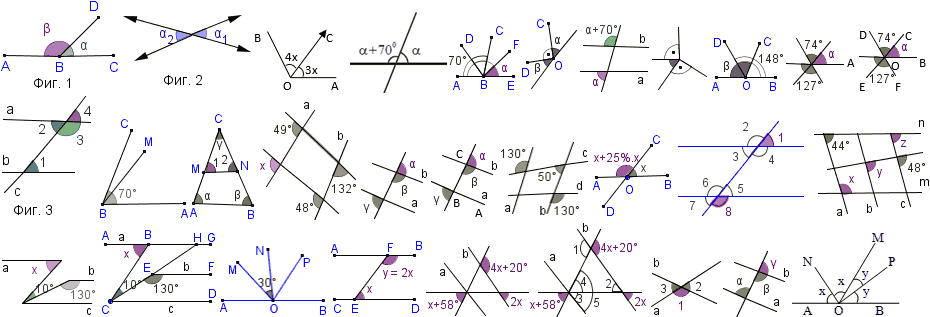 D
β
α
A B C
Фиг. 1
α₂ α₁
Фиг. 2
B C
4x
3x
O A
α+70⁰ α
C
D F
70° α
A B E
C
D α
β O
α+70° b
α a
D C
148°
A O B
74°
α
127°
D 74° C
α
A O B
127°
E F
a 4
2 3
b 1
c
Фиг. 3
C
M
70°
B A
C
γ
M 1 2 N
α β
A B
a
49° b
x
132°
48°
b α
β
γ a
b
C α
β
γ B a
A
130° c
50°
a d
b 130°
C
x+25%.x x
A O B
D
2 1
3 4
6 5
7 8
n
44° z
y 48°
x m
a b c
a
x
b
10° 130°
c
A a B H G
x
E b F
10° 130°
C c D
N
M P
30°
A O B
A F B
y = 2x
x
C E D
a
b
4x+20°
x+58° 2x
b
a 1 4x+20°
4 2
3 5
x+58° 2x
b
3 2
1 a
b γ
α β
a
M
N P
x y
x y
A O B